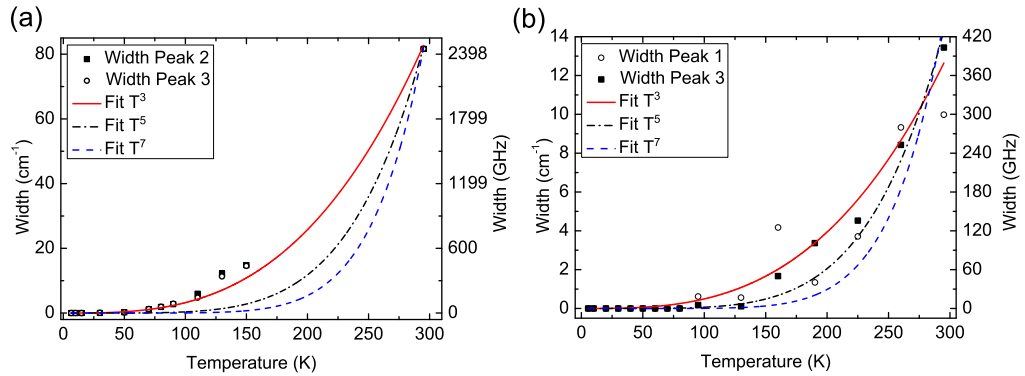 (a)
Width (cm⁻¹)
80
60
40
20
0
Width Peak 2
Width Peak 3
Fit T³
Fit T⁵
Fit T⁷
2398
1799
1199
600
0
Width (GHz)
0 50 100 150 200 250 300
Temperature (K)
(b)
Width (cm⁻¹)
14
12
10
8
6
4
2
0
Width Peak 1
Width Peak 3
Fit T³
Fit T⁵
Fit T⁷
420
360
300
240
180
120
60
0
Width (GHz)
0 50 100 150 200 250 300
Temperature (K)